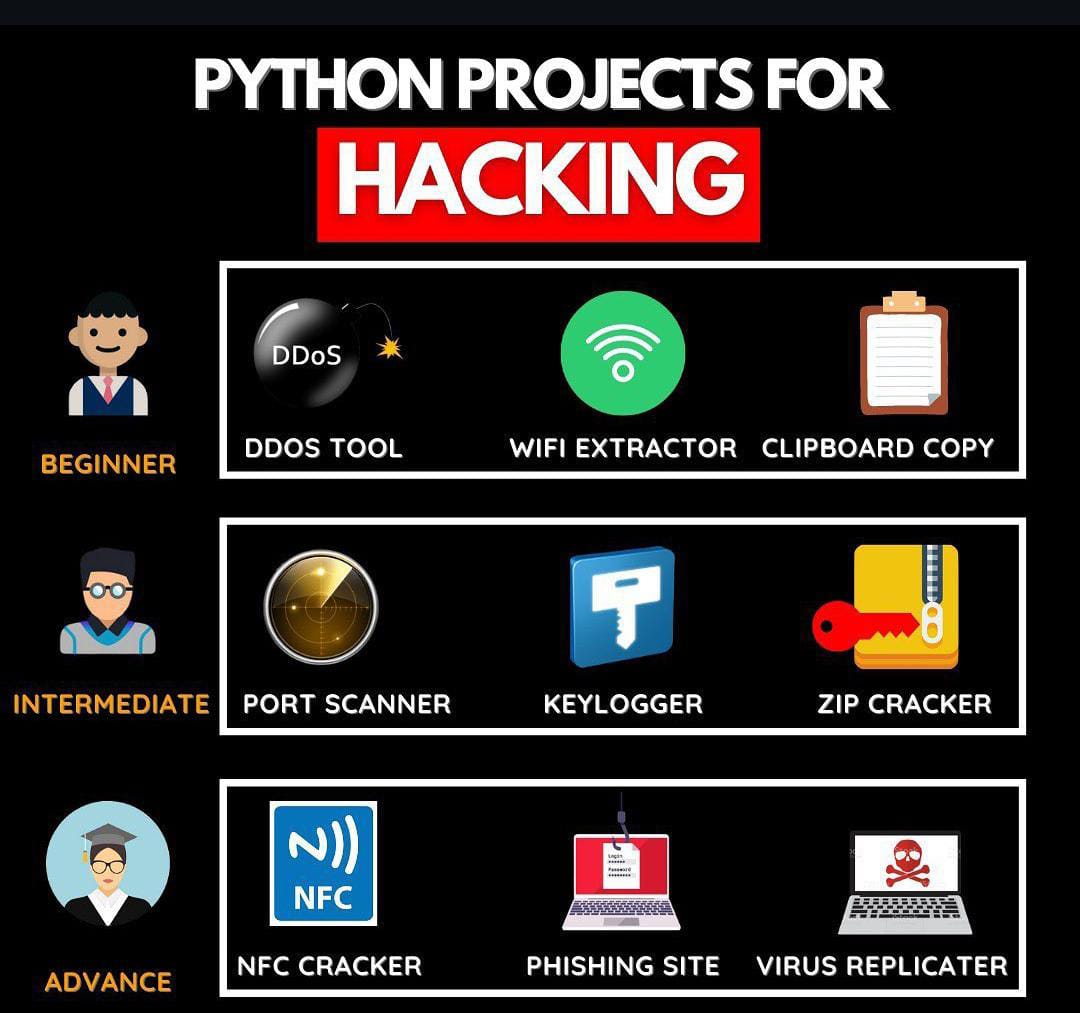 PYTHON PROJECTS FOR
HACKING
DDoS
DDOS TOOL
WIFI EXTRACTOR
CLIPBOARD COPY
BEGINNER
PORT SCANNER
KEYLOGGER
ZIP CRACKER
INTERMEDIATE
NFC
Login
Password
NFC CRACKER
PHISHING SITE
VIRUS REPLICATER
ADVANCE